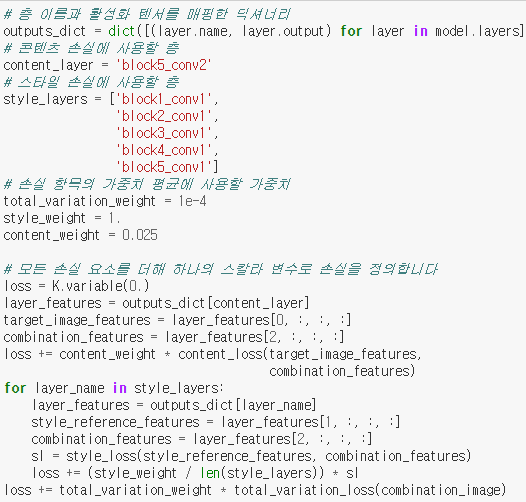 # 층 이름과 활성화 텐서를 매핑한 딕셔너리
outputs_dict = dict([(layer.name, layer.output) for layer in model.layers]
# 콘텐츠 손실에 사용할 층
content_layer = 'block5_conv2'
# 스타일 손실에 사용할 층
style_layers = ['block1_conv1',
                'block2_conv1',
                'block3_conv1',
                'block4_conv1',
                'block5_conv1']
# 손실 항목의 가중치 평균에 사용할 가중치
total_variation_weight = 1e-4
style_weight = 1.
content_weight = 0.025

# 모든 손실 요소를 더해 하나의 스칼라 변수로 손실을 정의합니다
loss = K.variable(0.)
layer_features = outputs_dict[content_layer]
target_image_features = layer_features[0, :, :, :]
combination_features = layer_features[2, :, :, :]
loss += content_weight * content_loss(target_image_features,
                                      combination_features)
for layer_name in style_layers:
    layer_features = outputs_dict[layer_name]
    style_reference_features = layer_features[1, :, :, :]
    combination_features = layer_features[2, :, :, :]
    sl = style_loss(style_reference_features, combination_features)
    loss += (style_weight / len(style_layers)) * sl
loss += total_variation_weight * total_variation_loss(combination_image)